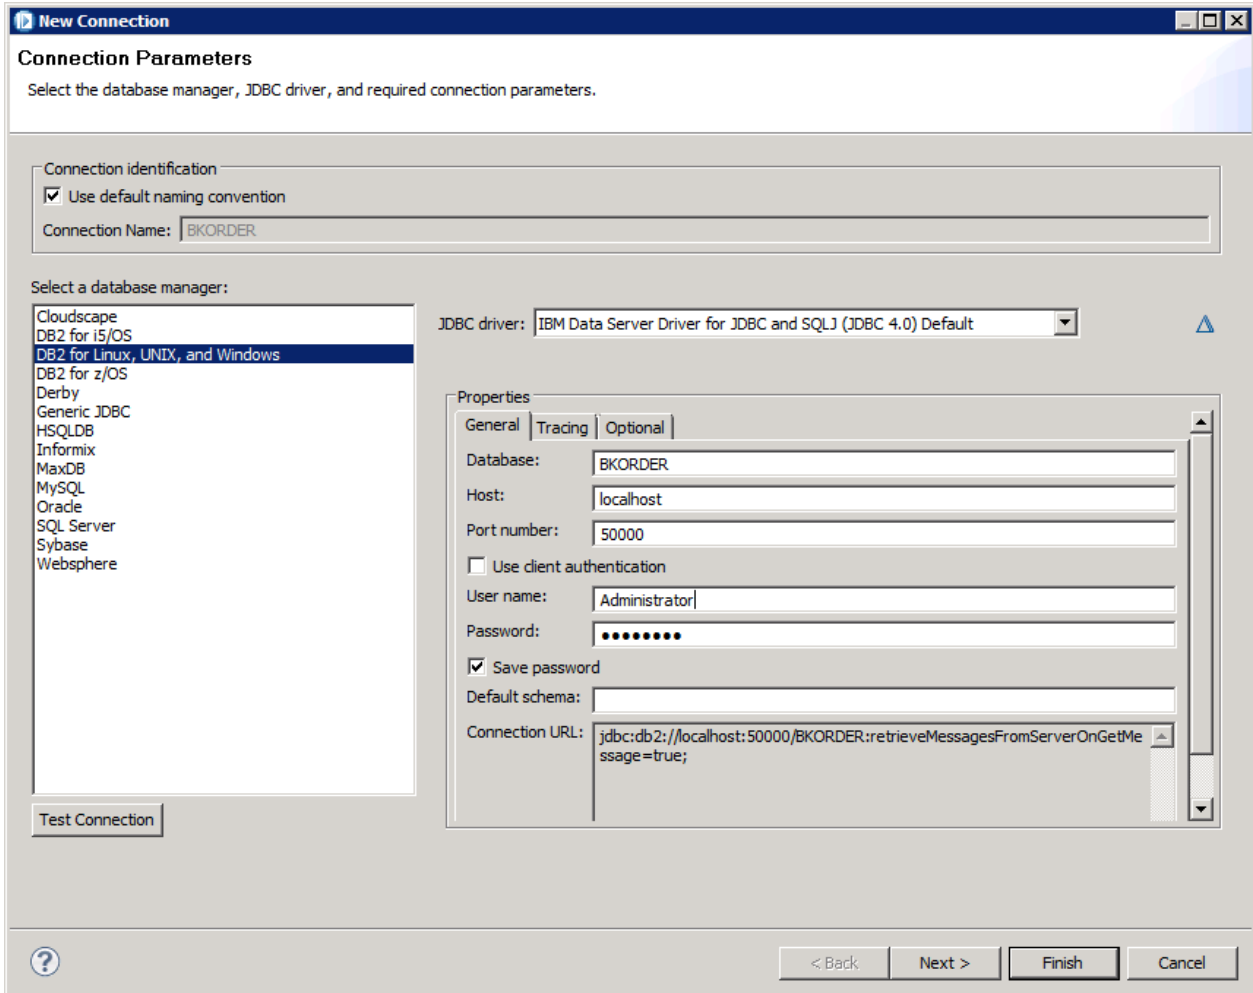 New Connection
Connection Parameters
Select the database manager, JDBC driver, and required connection parameters.
Connection identification
Use default naming convention
Connection Name: BKORDER
Select a database manager:
Cloudscape
DB2 for i5/OS
DB2 for Linux, UNIX, and Windows
DB2 for z/OS
Derby
Generic JDBC
HSQLDB
Informix
MaxDB
MySQL
Oracle
SQL Server
Sybase
Websphere
Test Connection
JDBC driver: IBM Data Server Driver for JDBC and SQLJ (JDBC 4.0) Default
Properties
General Tracing Optional
Database: BKORDER
Host: localhost
Port number: 50000
Use client authentication
User name: Administrator
Password: ●●●●●●●●
Save password
Default schema:
Connection URL: jdbc:db2://localhost:50000/BKORDER:retrieveMessagesFromServerOnGetMe
ssage=true;
? < Back Next > Finish Cancel